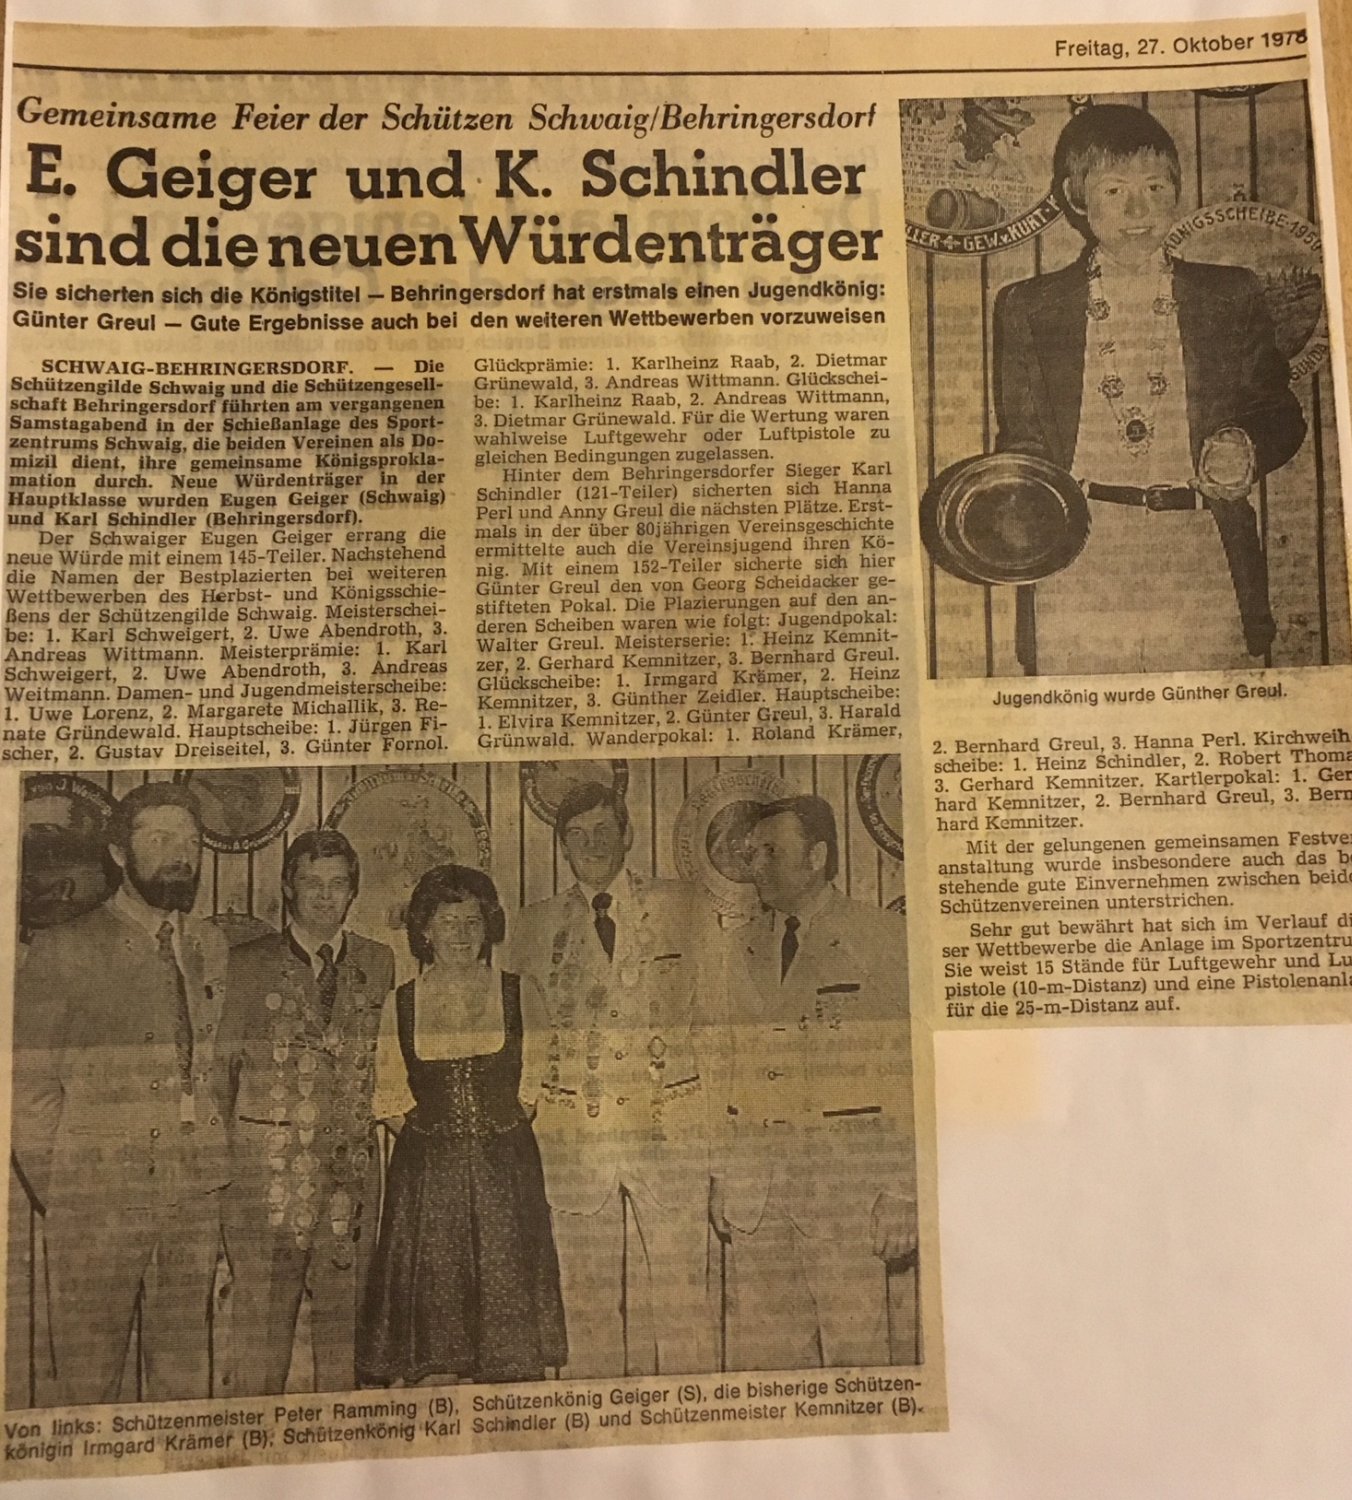 Freitag, 27. Oktober 1978
Gemeinsame Feier der Schützen Schwaig/Behringersdorf
E. Geiger und K. Schindler
sind die neuen Würdenträger
Sie sicherten sich die Königstitel — Behringersdorf hat erstmals einen Jugendkönig:
Günter Greul — Gute Ergebnisse auch bei den weiteren Wettbewerben vorzuweisen
SCHWAIG-BEHRINGERSDORF. — Die
Schützengilde Schwaig und die Schützengesell-
schaft Behringersdorf führten am vergangenen
Samstagabend in der Schießanlage des Sport-
zentrums Schwaig, die beiden Vereinen als Do-
mizil dient, ihre gemeinsame Königsprokla-
mation durch. Neue Würdenträger in der
Hauptklasse wurden Eugen Geiger (Schwaig)
und Karl Schindler (Behringersdorf).
Der Schwaiger Eugen Geiger errang die
neue Würde mit einem 145-Teiler. Nachstehend
die Namen der Bestplazierten bei weiteren
Wettbewerben des Herbst- und Königsschie-
ßens der Schützengilde Schwaig. Meisterschei-
be: 1. Karl Schweigert, 2. Uwe Abendroth, 3.
Andreas Wittmann. Meisterprämie: 1. Karl
Schweigert, 2. Uwe Abendroth, 3. Andreas
Weitmann. Damen- und Jugendmeisterscheibe:
1. Uwe Lorenz, 2. Margarete Michallik, 3. Re-
nate Gründewald. Hauptscheibe: 1. Jürgen Fi-
scher, 2. Gustav Dreiseitel, 3. Günter Fornol.
Glückprämie: 1. Karlheinz Raab, 2. Dietmar
Grünewald, 3. Andreas Wittmann. Glückschei-
be: 1. Karlheinz Raab, 2. Andreas Wittmann,
3. Dietmar Grünewald. Für die Wertung waren
wahlweise Luftgewehr oder Luftpistole zu
gleichen Bedingungen zugelassen.
Hinter dem Behringersdorfer Sieger Karl
Schindler (121-Teiler) sicherten sich Hanna
Perl und Anny Greul die nächsten Plätze. Erst-
mals in der über 80jährigen Vereinsgeschichte
ermittelte auch die Vereinsjugend ihren Kö-
nig. Mit einem 152-Teiler sicherte sich hier
Günter Greul den von Georg Scheidacker ge-
stifteten Pokal. Die Plazierungen auf den an-
deren Scheiben waren wie folgt: Jugendpokal:
Walter Greul. Meisterserie: 1. Heinz Kemnit-
zer, 2. Gerhard Kemnitzer, 3. Bernhard Greul.
Glückscheibe: 1. Irmgard Krämer, 2. Heinz
Kemnitzer, 3. Günther Zeidler. Hauptscheibe:
1. Elvira Kemnitzer, 2. Günter Greul, 3. Harald
Grünwald. Wanderpokal: 1. Roland Krämer,
LLER + GEW. v. KURT
KÖNIGSSCHEIBE 1950
Jugendkönig wurde Günther Greul.
2. Bernhard Greul, 3. Hanna Perl. Kirchweih
scheibe: 1. Heinz Schindler, 2. Robert Thoma
3. Gerhard Kemnitzer. Kartlerpokal: 1. Ger
hard Kemnitzer, 2. Bernhard Greul, 3. Bern
hard Kemnitzer.
Mit der gelungenen gemeinsamen Festve
anstaltung wurde insbesondere auch das b
stehende gute Einvernehmen zwischen beide
Schützenvereinen unterstrichen.
Sehr gut bewährt hat sich im Verlauf di
ser Wettbewerbe die Anlage im Sportzentru
Sie weist 15 Stände für Luftgewehr und Lu
pistole (10-m-Distanz) und eine Pistolenanla
für die 25-m-Distanz auf.
Von links: Schützenmeister Peter Ramming (B), Schützenkönig Geiger (S), die bisherige Schützen-
königin Irmgard Krämer (B), Schützenkönig Karl Schindler (B) und Schützenmeister Kemnitzer (B).